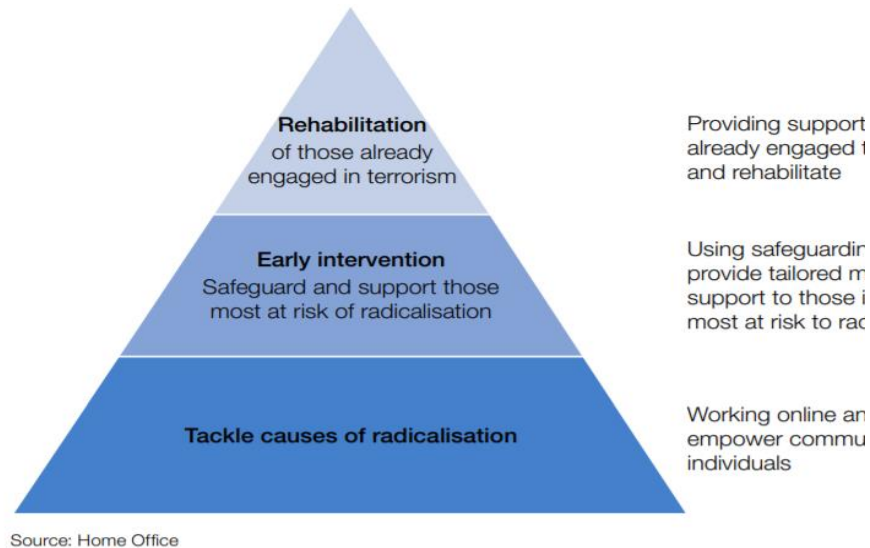 Rehabilitation
of those already
engaged in terrorism
Providing support
already engaged
and rehabilitate
Early intervention
Safeguard and support those
most at risk of radicalisation
Using
provide tailored
support to those
most at risk to
Tackle causes of radicalisation
Working online
empower
individuals
Source: Home Office